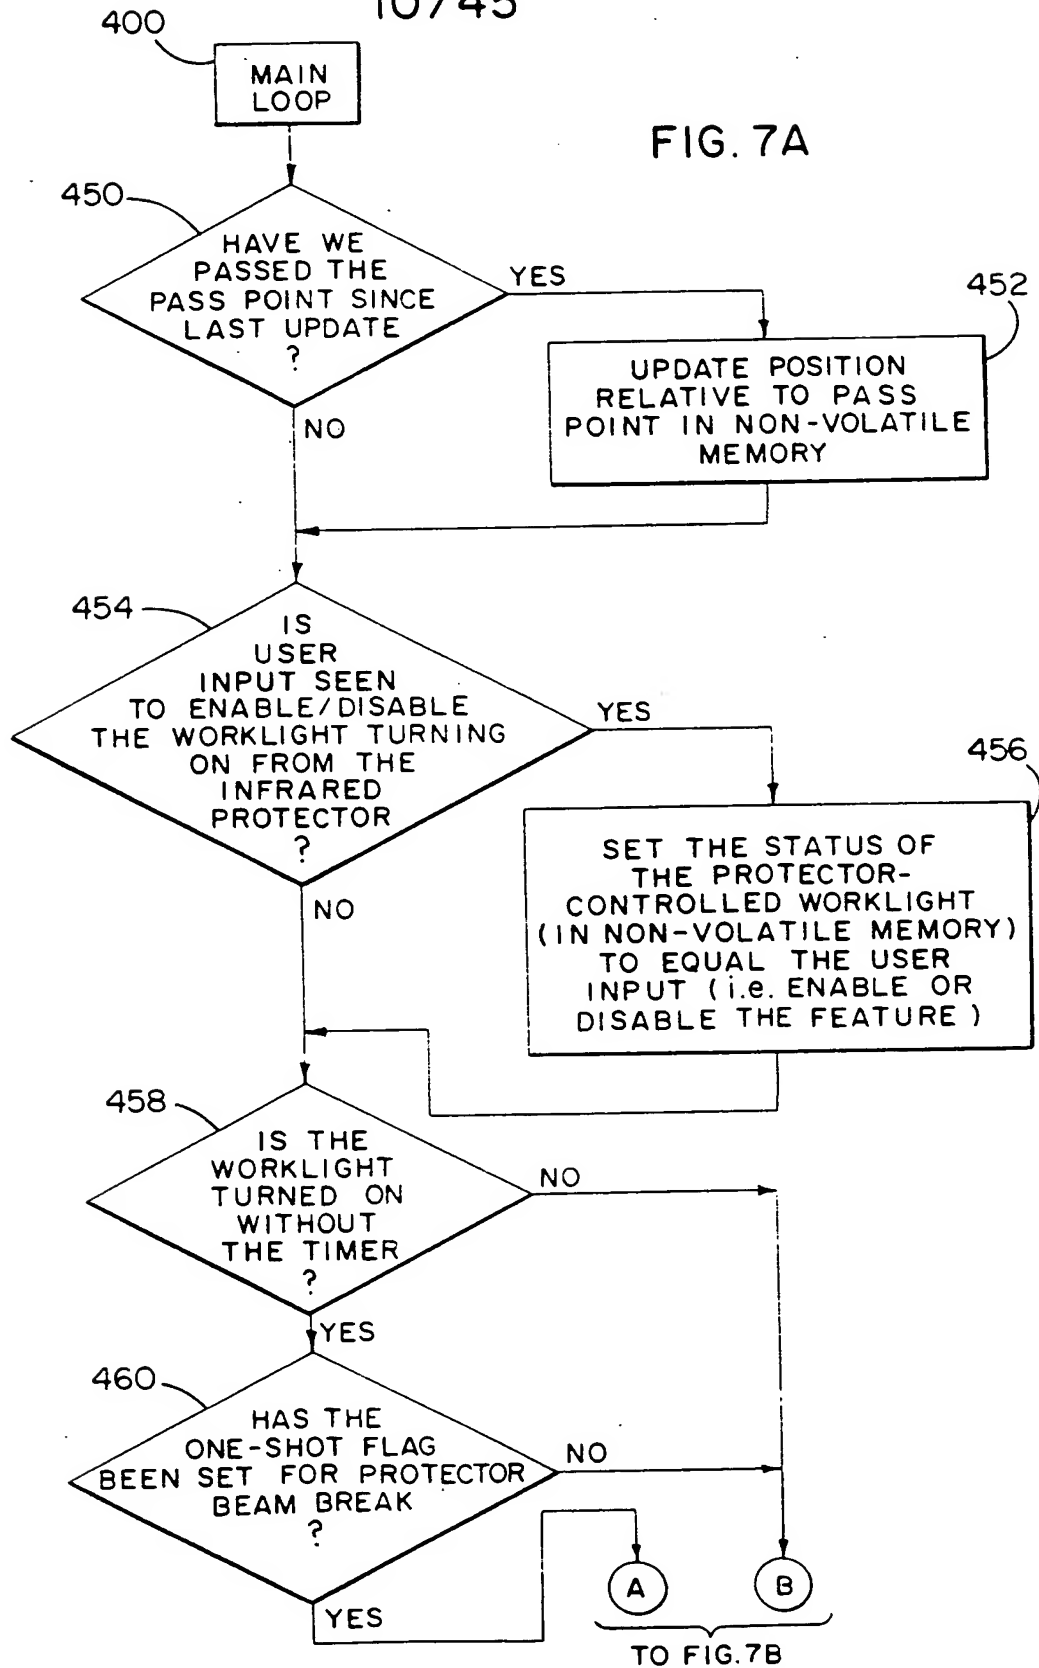 10/45
400
MAIN
LOOP
FIG. 7A
450
HAVE WE
PASSED THE
PASS POINT SINCE
LAST UPDATE
?
YES
452
UPDATE POSITION
RELATIVE TO PASS
POINT IN NON-VOLATILE
MEMORY
NO
454
IS
USER
INPUT SEEN
TO ENABLE/DISABLE
THE WORKLIGHT TURNING
ON FROM THE
INFRARED
PROTECTOR
?
YES
456
SET THE STATUS OF
THE PROTECTOR-
CONTROLLED WORKLIGHT
(IN NON-VOLATILE MEMORY)
TO EQUAL THE USER
INPUT (i.e. ENABLE OR
DISABLE THE FEATURE)
NO
458
IS THE
WORKLIGHT
TURNED ON
WITHOUT
THE TIMER
?
NO
YES
460
HAS THE
ONE-SHOT FLAG
BEEN SET FOR PROTECTOR
BEAM BREAK
?
NO
YES
A
B
TO FIG.7B